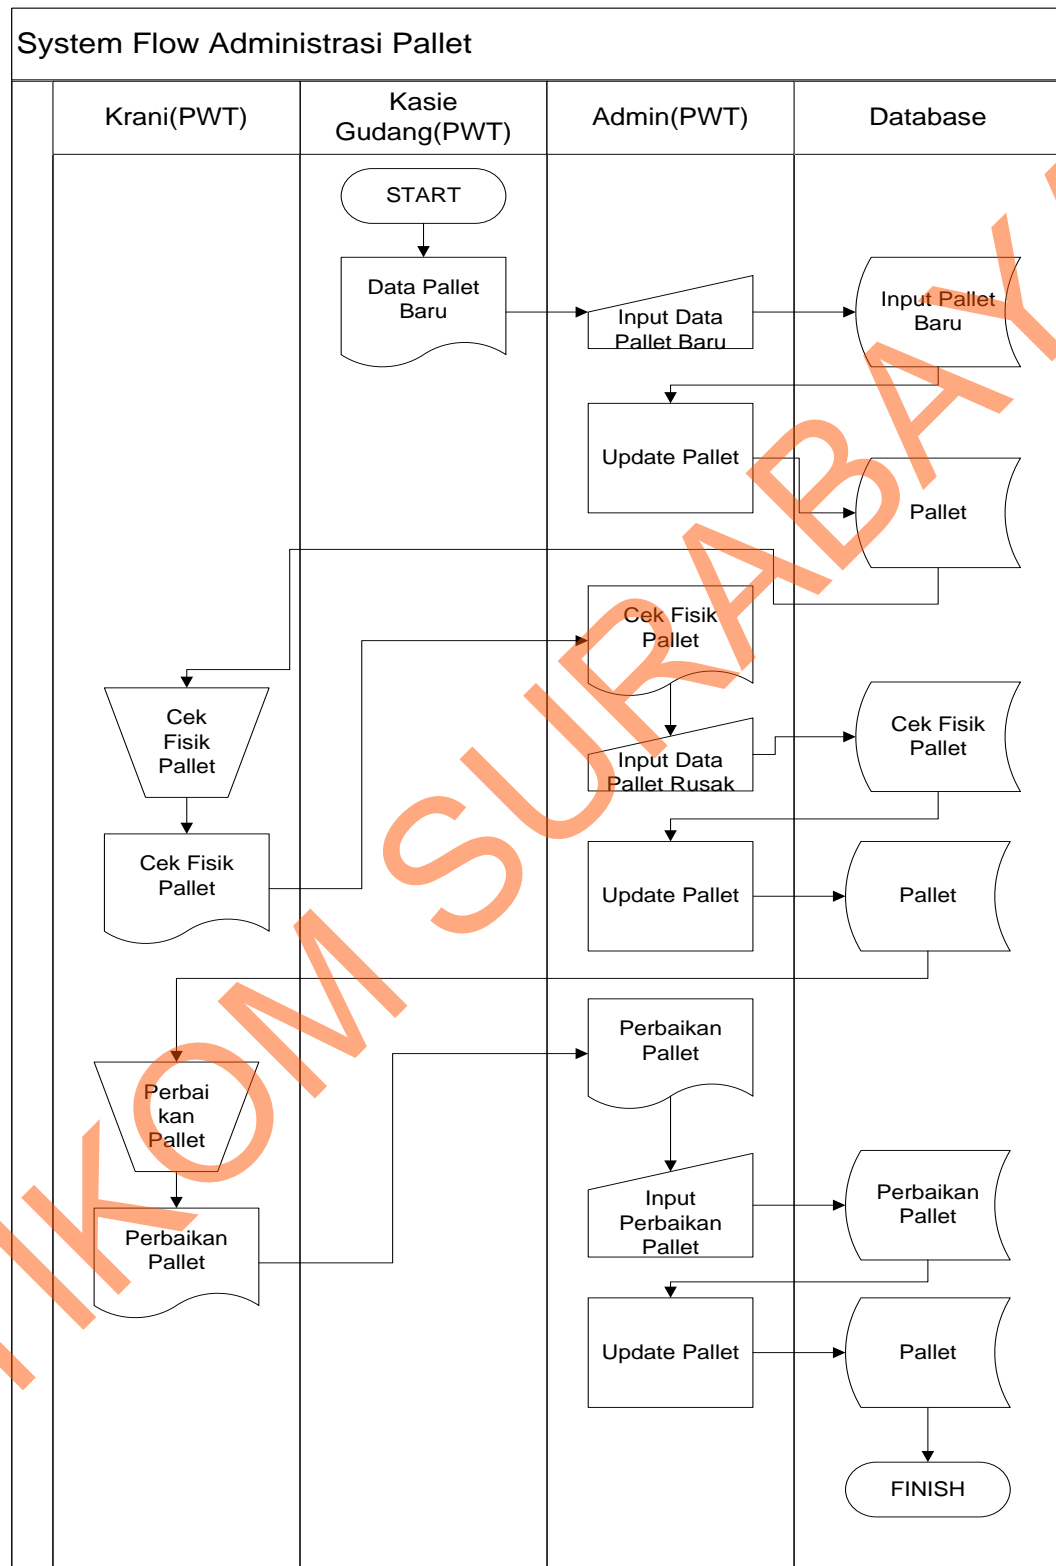 System Flow Administrasi Pallet
Krani(PWT)
Kasie
Gudang(PWT)
Admin(PWT)
Database
START
Data Pallet
Baru
Input Data
Pallet Baru
Input Pallet
Baru
Update Pallet
Pallet
Cek Fisik
Pallet
Cek
Fisik
Pallet
Input Data
Pallet Rusak
Cek Fisik
Pallet
Cek Fisik
Pallet
Update Pallet
Pallet
Perbaikan
Pallet
Perbai
kan
Pallet
Input
Perbaikan
Pallet
Perbaikan
Pallet
Perbaikan
Pallet
Update Pallet
Pallet
FINISH
IKOM SURABAYA